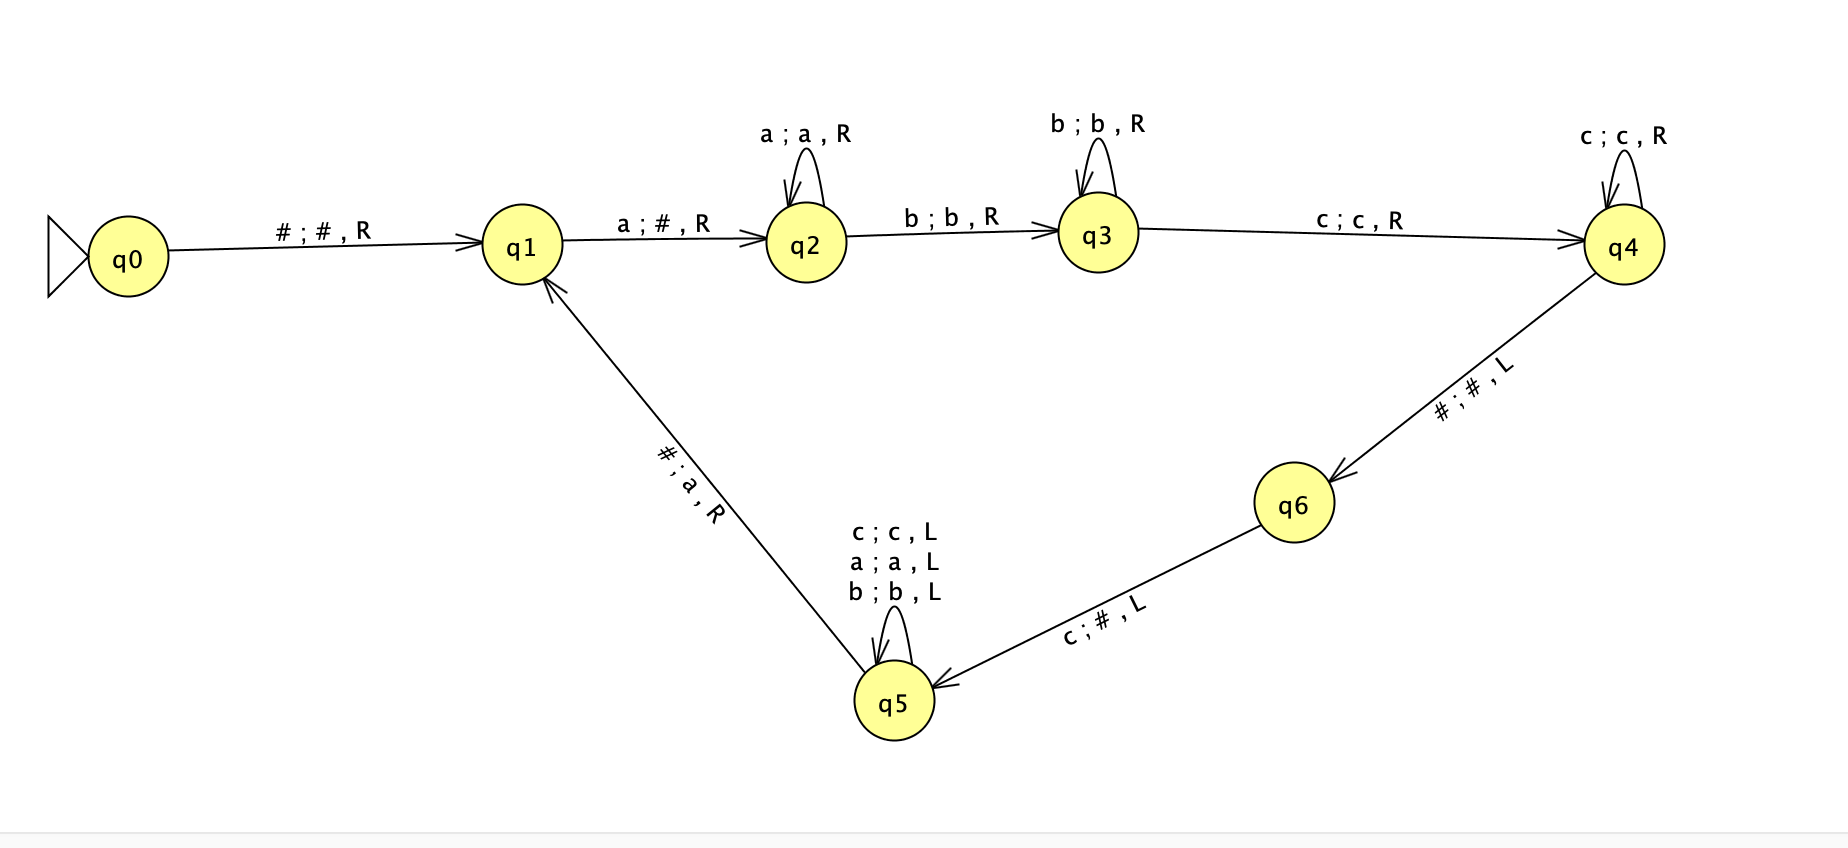 b ; b , R
a ; a , R
c ; c , R
# ; # , R
a ; # , R
b ; b , R
c ; c , R
q0
q1
q2
q3
q4
# ; # , L
# ; a , R
q6
c ; c , L
a ; a , L
b ; b , L
c ; # , L
q5